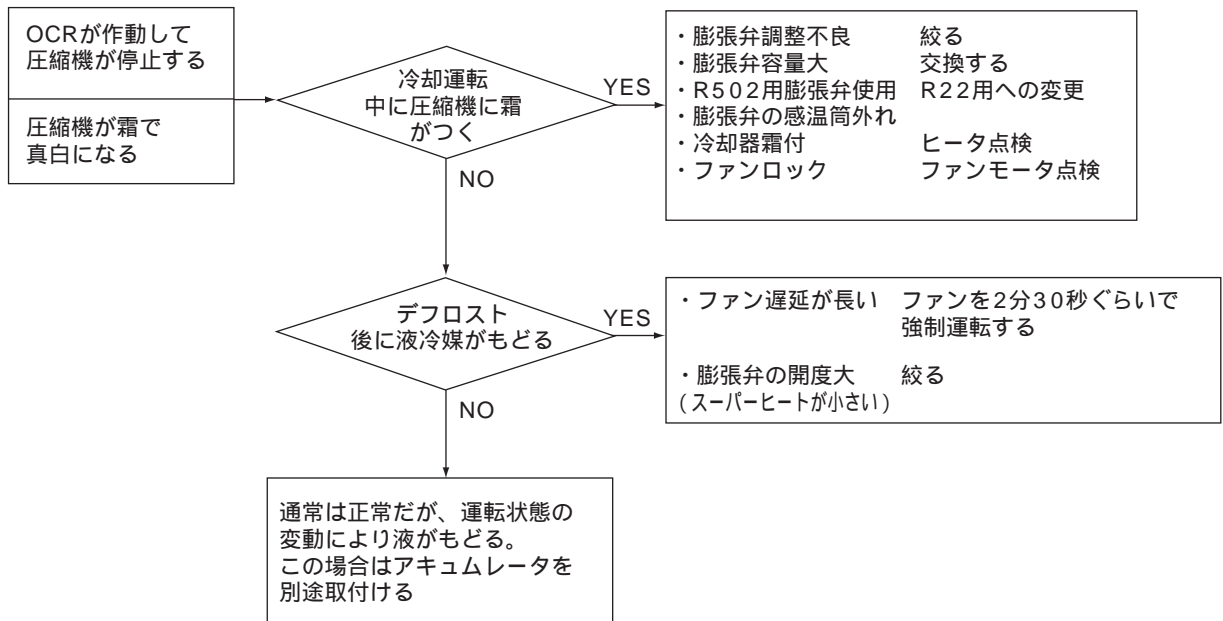 OCRが作動して
圧縮機が停止する
圧縮機が霜で
真白になる
冷却運転
中に圧縮機に霜
がつく
YES
・膨張弁調整不良 絞る
・膨張弁容量大 交換する
・R502用膨張弁使用 R22用への変更
・膨張弁の感温筒外れ
・冷却器霜付 ヒータ点検
・ファンロック ファンモータ点検
NO
デフロスト
後に液冷媒がもどる
YES
・ファン遅延が長い ファンを2分30秒ぐらいで
強制運転する
・膨張弁の開度大 絞る
(スーパーヒートが小さい)
NO
通常は正常だが、運転状態の
変動により液がもどる。
この場合はアキュムレータを
別途取付ける